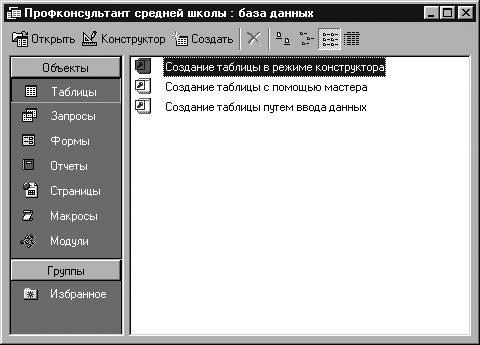 Профконсультант средней школы : база данных
Открыть Конструктор Создать
Объекты
Таблицы
Запросы
Формы
Отчеты
Страницы
Макросы
Модули
Группы
Избранное
Создание таблицы в режиме конструктора
Создание таблицы с помощью мастера
Создание таблицы путем ввода данных